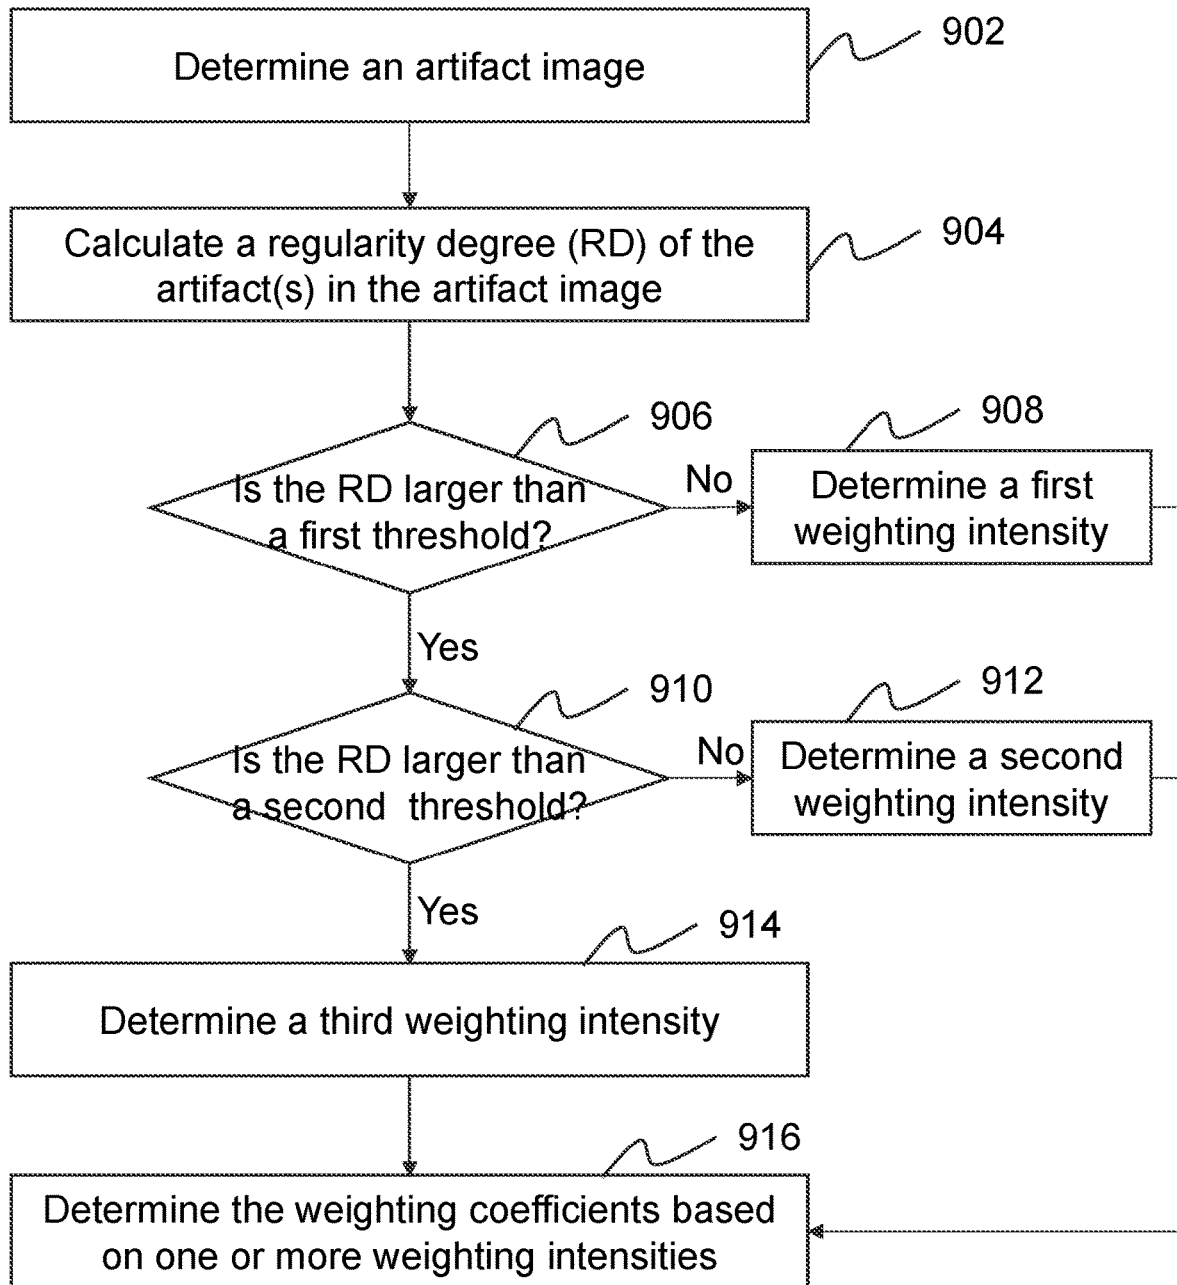 Determine an artifact image
902
Calculate a regularity degree (RD) of the
artifact(s) in the artifact image
904
Is the RD larger than
a first threshold?
906
No
Determine a first
weighting intensity
908
Yes
Is the RD larger than
a second threshold?
910
No
Determine a second
weighting intensity
912
Yes
Determine a third weighting intensity
914
Determine the weighting coefficients based
on one or more weighting intensities
916